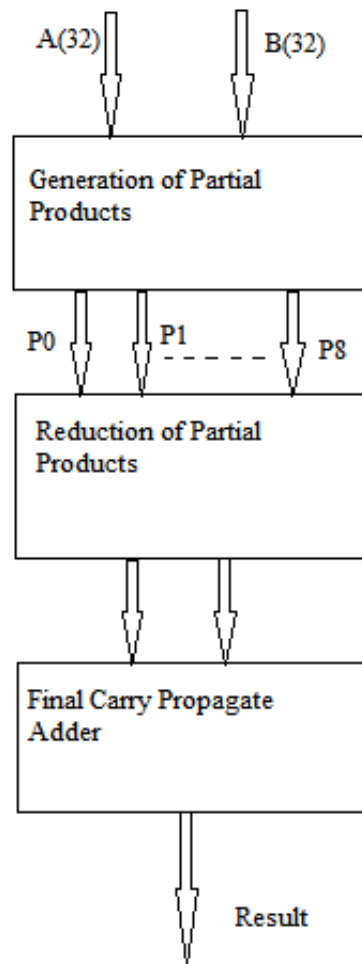 A(32)
B(32)
Generation of Partial
Products
P0
P1
P8
Reduction of Partial
Products
Final Carry Propagate
Adder
Result